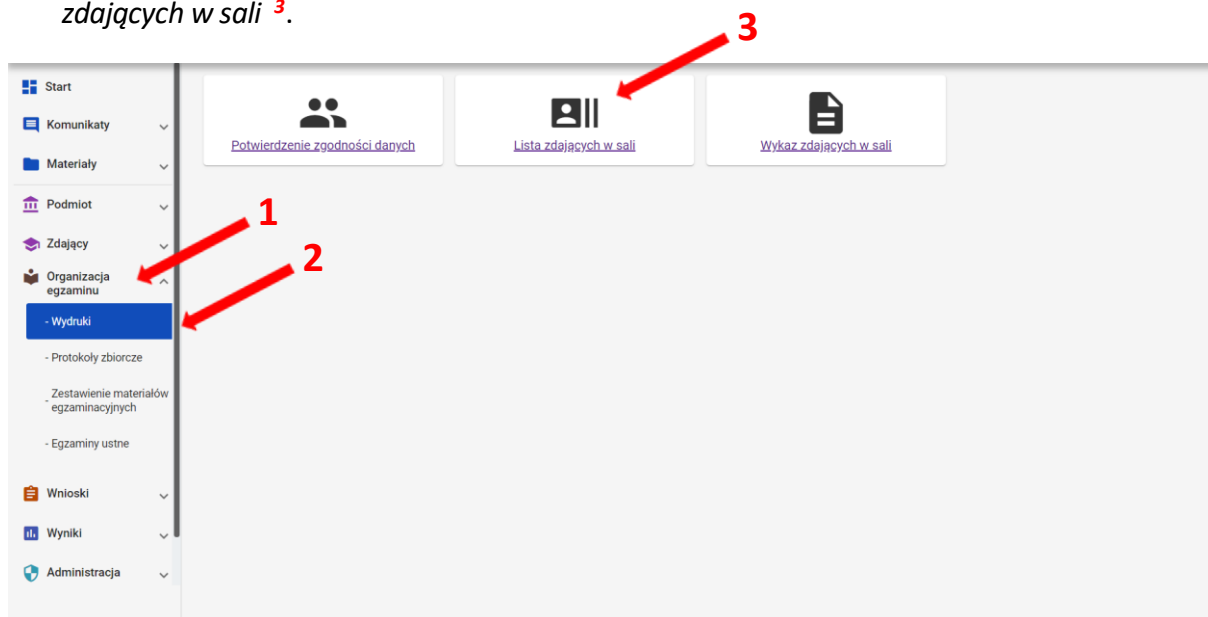 zdających w sali ³.
3
Start
Komunikaty
Materiały
Podmiot
Zdający
Organizacja
egzaminu
- Wydruki
- Protokoły zbiorcze
- Zestawienie materiałów
egzaminacyjnych
- Egzaminy ustne
Wnioski
Wyniki
Administracja
Potwierdzenie zgodności danych
Lista zdających w sali
Wykaz zdających w sali
1
2